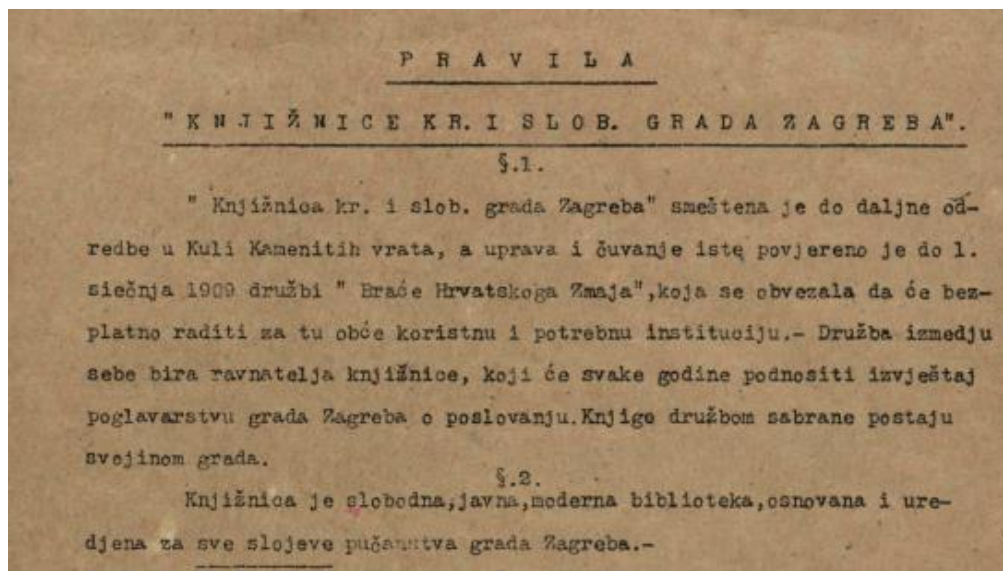 P R A V I L A
" K N J I Ž N I C E  KR. I  S L O B.  G R A D A  Z A G R E B A".
§.1.
" Knjižnica kr. i slob. grada Zagreba" smeštena je do daljne od-
redbe u Kuli Kamenitih vrata, a uprava i čuvanje iste povjereno je do 1.
siečnja 1909 družbi " Braće Hrvatskoga Zmaja",koja se obvezala da će bez-
platno raditi za tu obće koristnu i potrebnu instituciju.- Družba izmedju
sebe bira ravnatelja knjižnice, koji će svake godine podnositi izvještaj
poglavarstvu grada Zagreba o poslovanju.Knjige družbom sabrane postaju
svojinom grada.
§.2.
Knjižnica je slobodna,javna,moderna biblioteka,osnovana i ure-
djena za sve slojeve pučanstva grada Zagreba.-